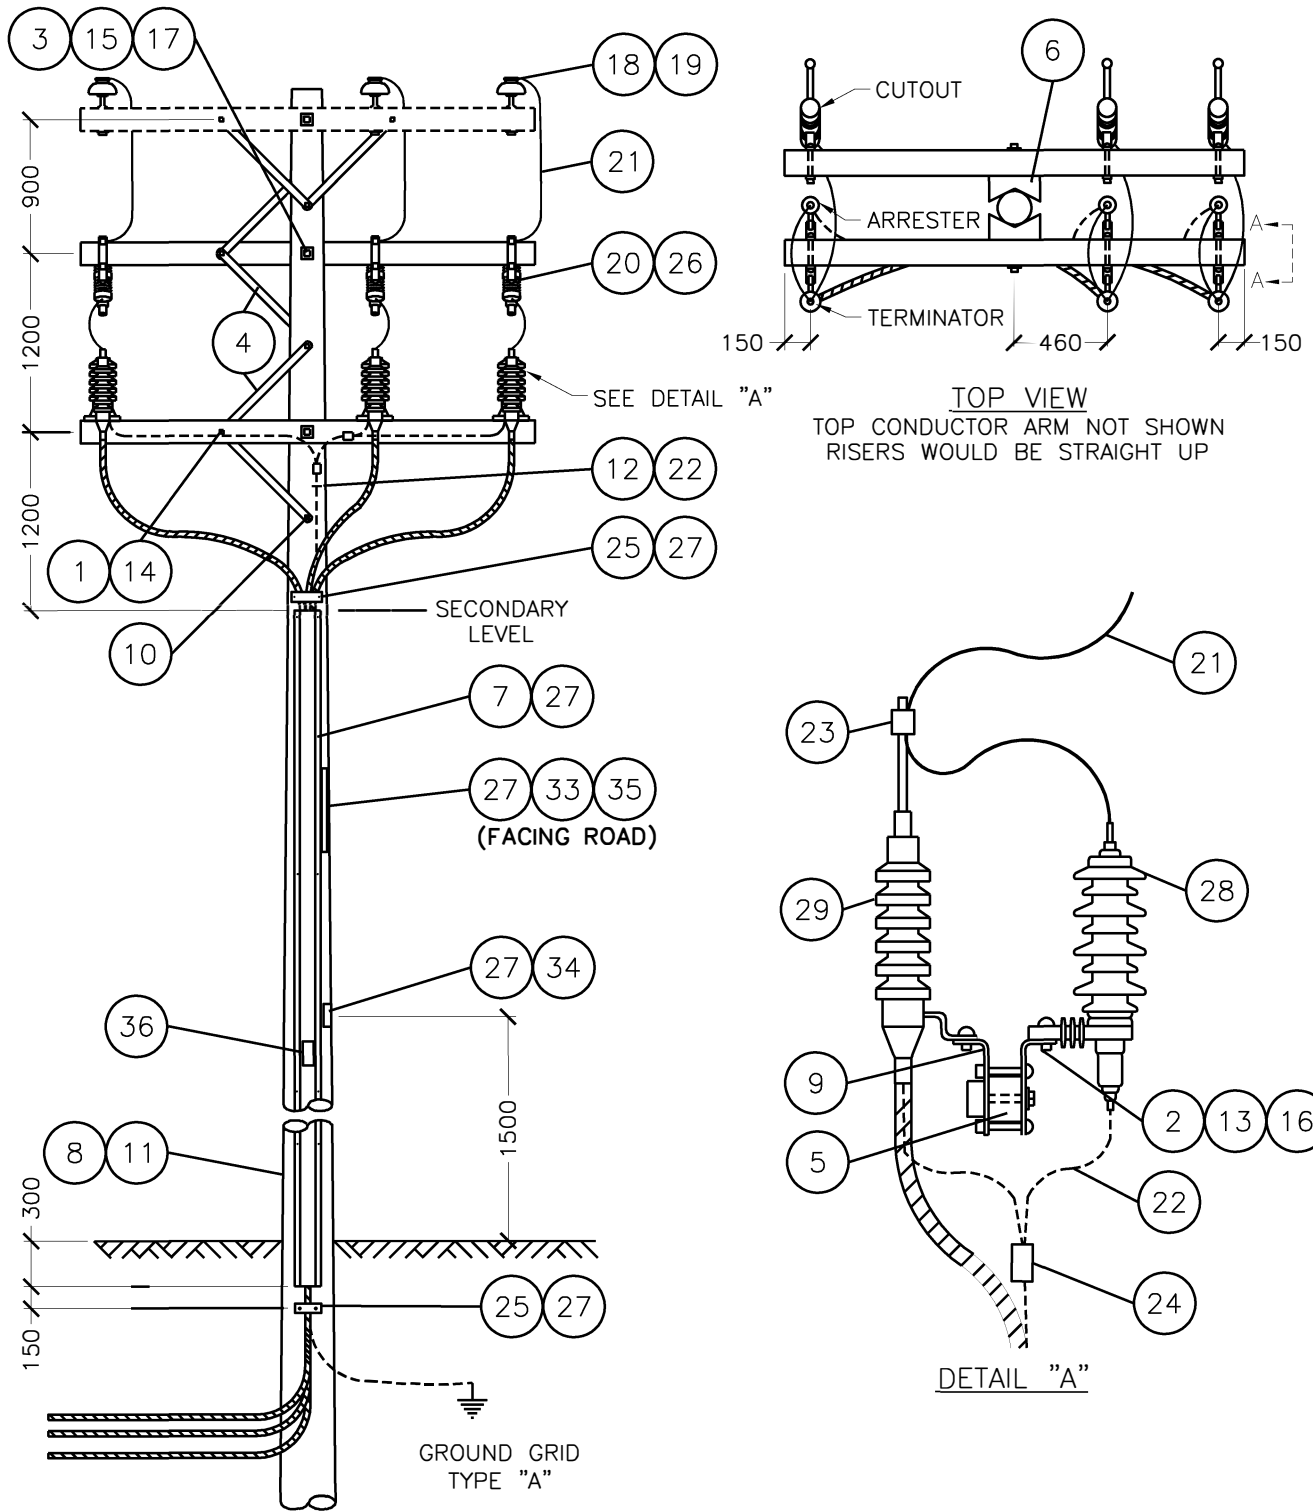 3 15 17
18 19
6
CUTOUT
21
900
ARRESTER
A
20 26
A
TERMINATOR
1200
4
150
460
150
SEE DETAIL "A"
TOP VIEW
TOP CONDUCTOR ARM NOT SHOWN
RISERS WOULD BE STRAIGHT UP
12 22
1200
25 27
1 14
SECONDARY
LEVEL
10
21
7 27
23
27 33 35
(FACING ROAD)
28
29
27 34
36
9
1500
2 13 16
8 11
5
300
22
25 27
24
150
DETAIL "A"
GROUND GRID
TYPE "A"